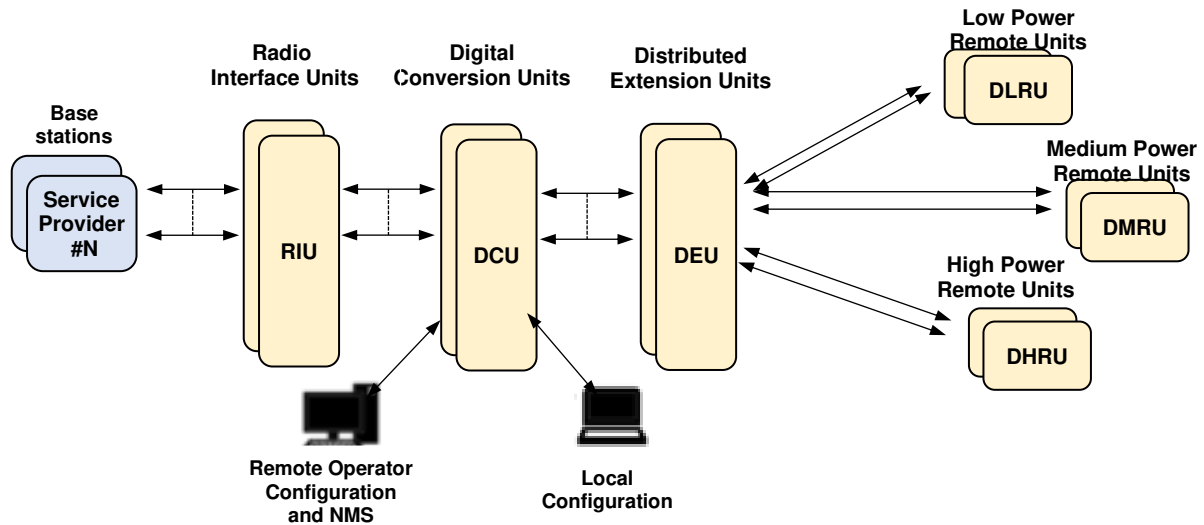 Low Power
Remote Units
DLRU
Radio
Interface Units
Digital
Conversion Units
Distributed
Extension Units
Base
stations
Service
Provider
#N
RIU
DCU
DEU
Medium Power
Remote Units
DMRU
High Power
Remote Units
DHRU
Remote Operator
Configuration
and NMS
Local
Configuration